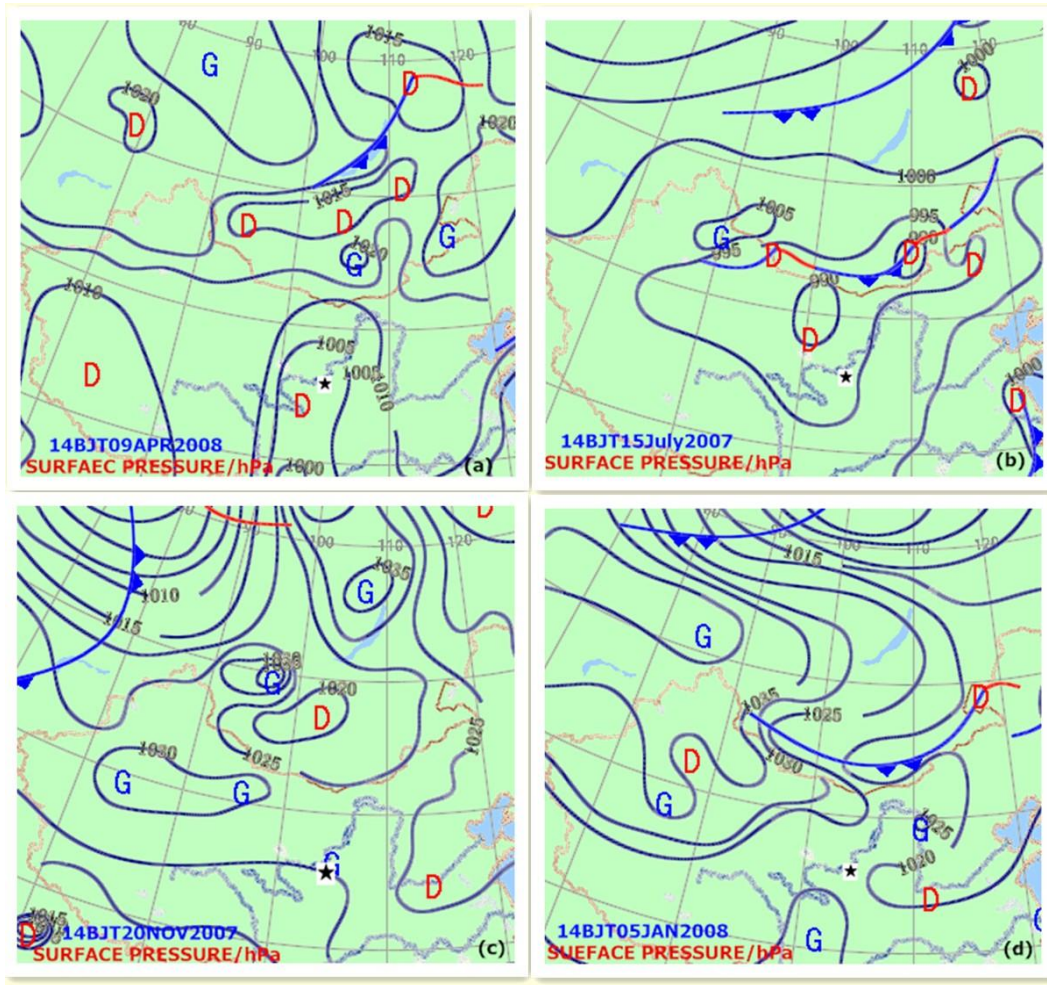 1015
120
90
100
110
G
D
1020
D
1020
D
1015
D
D
G
1020
G
1010
1005
D
1005
1010
D
14BJT09APR2008
SURFAEC PRESSURE/hPa
1000
(a)
110
120
1000
D
1000
1005
995
G
995
D
990
D
D
990
D
1000
D
14BJT15July2007
SURFACE PRESSURE/hPa
(b)
D
100
110
120
1035
G
1010
1015
1030
G
1020
D
1025
1025
1030
G
G
G
D
1015
D
14BJT20NOV2007
SURFACE PRESSURE/hPa
(c)
100
110
120
1015
G
1035
D
1025
D
1030
G
G
1025
1020
D
G
14BJT05JAN2008
SUEFACE PRESSURE/hPa
(d)